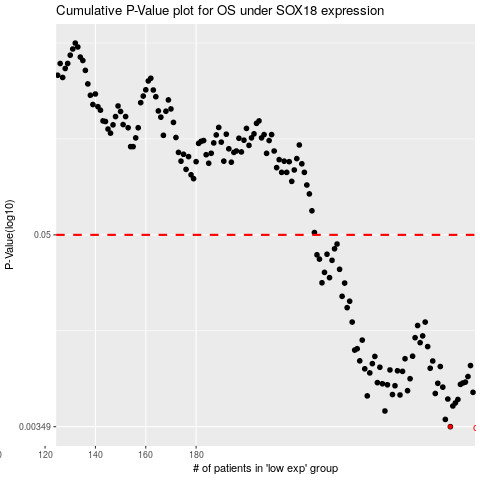 Cumulative P-Value plot for OS under SOX18 expression
P-Value(log10)
0.05
0.00349
0
120
140
160
180
# of patients in 'low exp' group